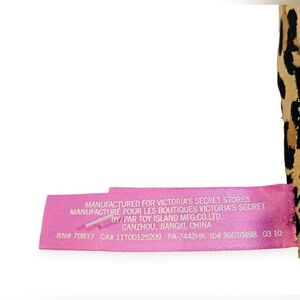 MANUFACTURED FOR VICTORIA'S SECRET STORES
MANUFACTURÉ POUR LES BOUTIQUES VICTORIA'S SECRET
BY/PAR TOY ISLAND MFG.CO.LTD.
GANZHOU, JIANGXI, CHINA
RN# 70817 CA# 11T00125209 PA-7442HK ID# 36010898 03 10